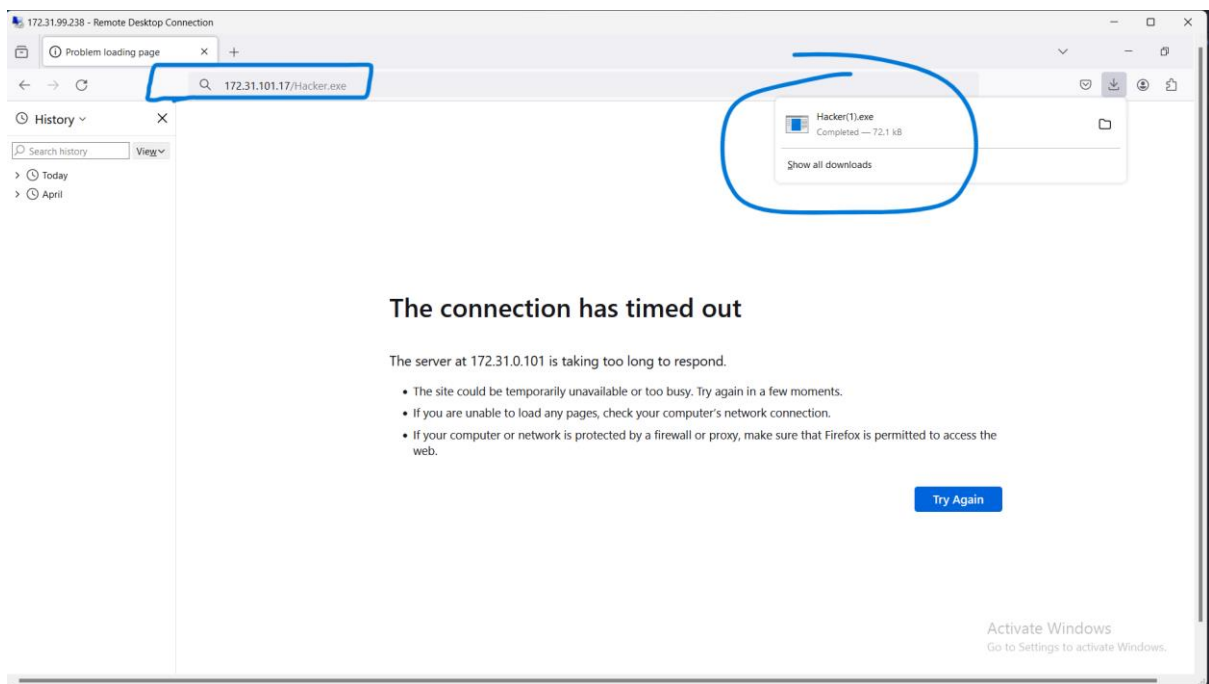 172.31.99.238 - Remote Desktop Connection
Problem loading page
172.31.101.17/Hacker.exe
History
Search history
View
Today
April
Hacker(1).exe
Completed — 72.1 kB
Show all downloads
The connection has timed out
The server at 172.31.0.101 is taking too long to respond.
• The site could be temporarily unavailable or too busy. Try again in a few moments.
• If you are unable to load any pages, check your computer's network connection.
• If your computer or network is protected by a firewall or proxy, make sure that Firefox is permitted to access the
web.
Try Again
Activate Windows
Go to Settings to activate Windows.